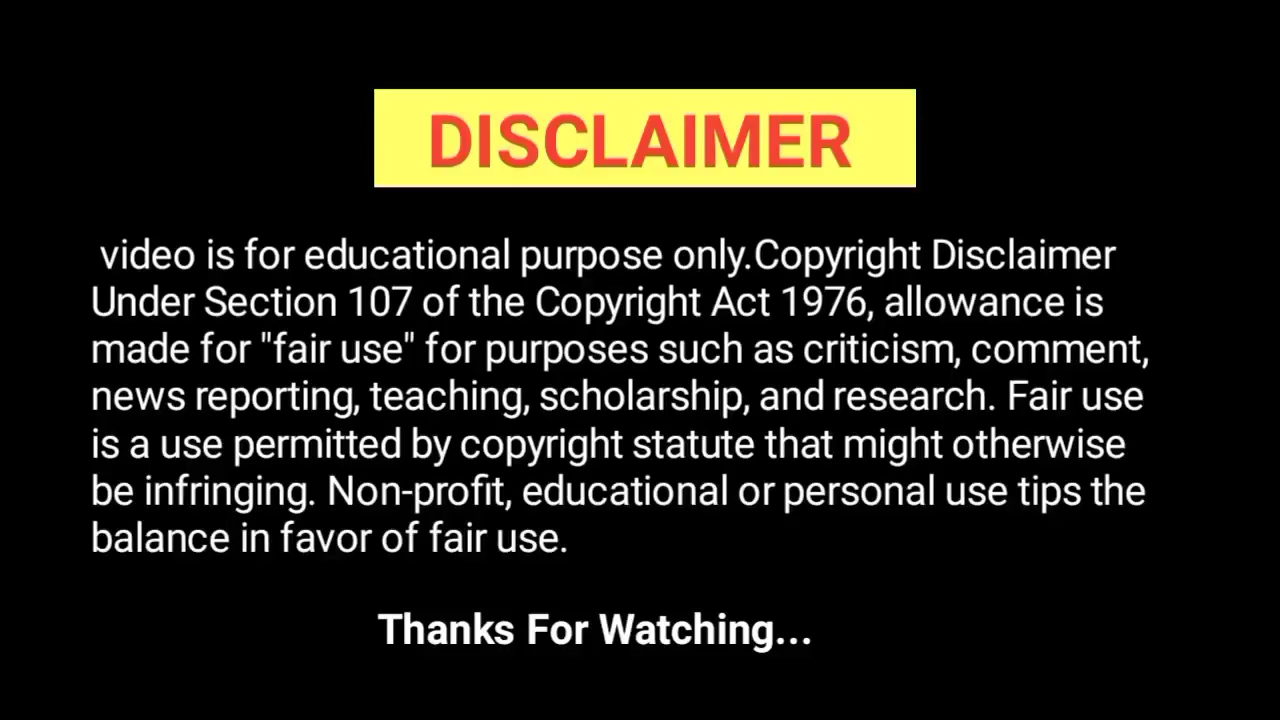 DISCLAIMER
video is for educational purpose only.Copyright Disclaimer
Under Section 107 of the Copyright Act 1976, allowance is
made for "fair use" for purposes such as criticism, comment,
news reporting, teaching, scholarship, and research. Fair use
is a use permitted by copyright statute that might otherwise
be infringing. Non-profit, educational or personal use tips the
balance in favor of fair use.
Thanks For Watching...